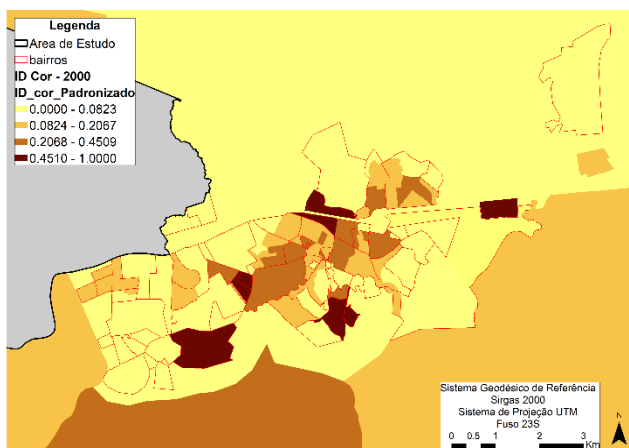 Legenda
Area de Estudo
bairros
ID Cor - 2000
ID_cor_Padronizado
0.0000 - 0.0823
0.0824 - 0.2067
0.2068 - 0.4509
0.4510 - 1.0000
Sistema Geodésico de Referência
Sirgas 2000
Sistema de Projeção UTM
Fuso 23S
0 0.5 1 2 3
Km
N